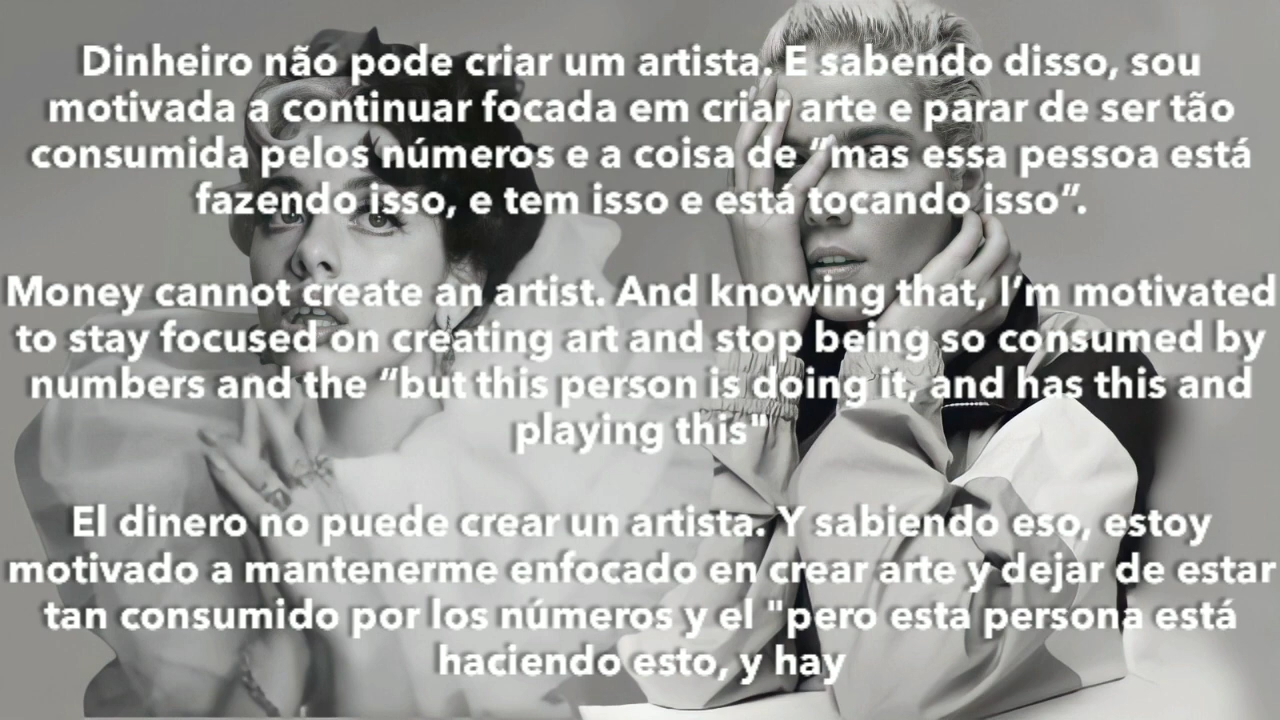 Dinheiro não pode criar um artista. E sabendo disso, sou
motivada a continuar focada em criar arte e parar de ser tão
consumida pelos números e a coisa de “mas essa pessoa está
fazendo isso, e tem isso e está tocando isso”.
Money cannot create an artist. And knowing that, I’m motivated
to stay focused on creating art and stop being so consumed by
numbers and the “but this person is doing it, and has this and
playing this"
El dinero no puede crear un artista. Y sabiendo eso, estoy
motivado a mantenerme enfocado en crear arte y dejar de estar
tan consumido por los números y el "pero esta persona está
haciendo esto, y hay